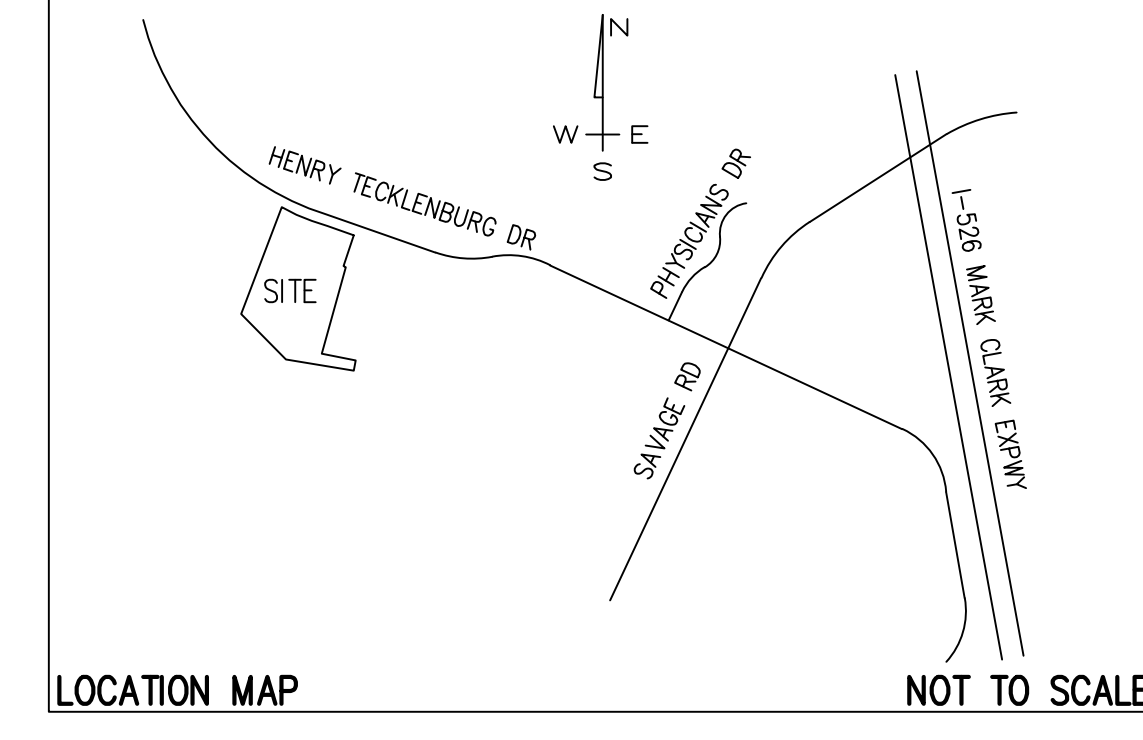 N
W E
S
HENRY TECKLENBURG DR
PHYSICIANS DR
I-526 MARK CLARK EXPWY
SITE
SAVAGE RD
LOCATION MAP
NOT TO SCALE